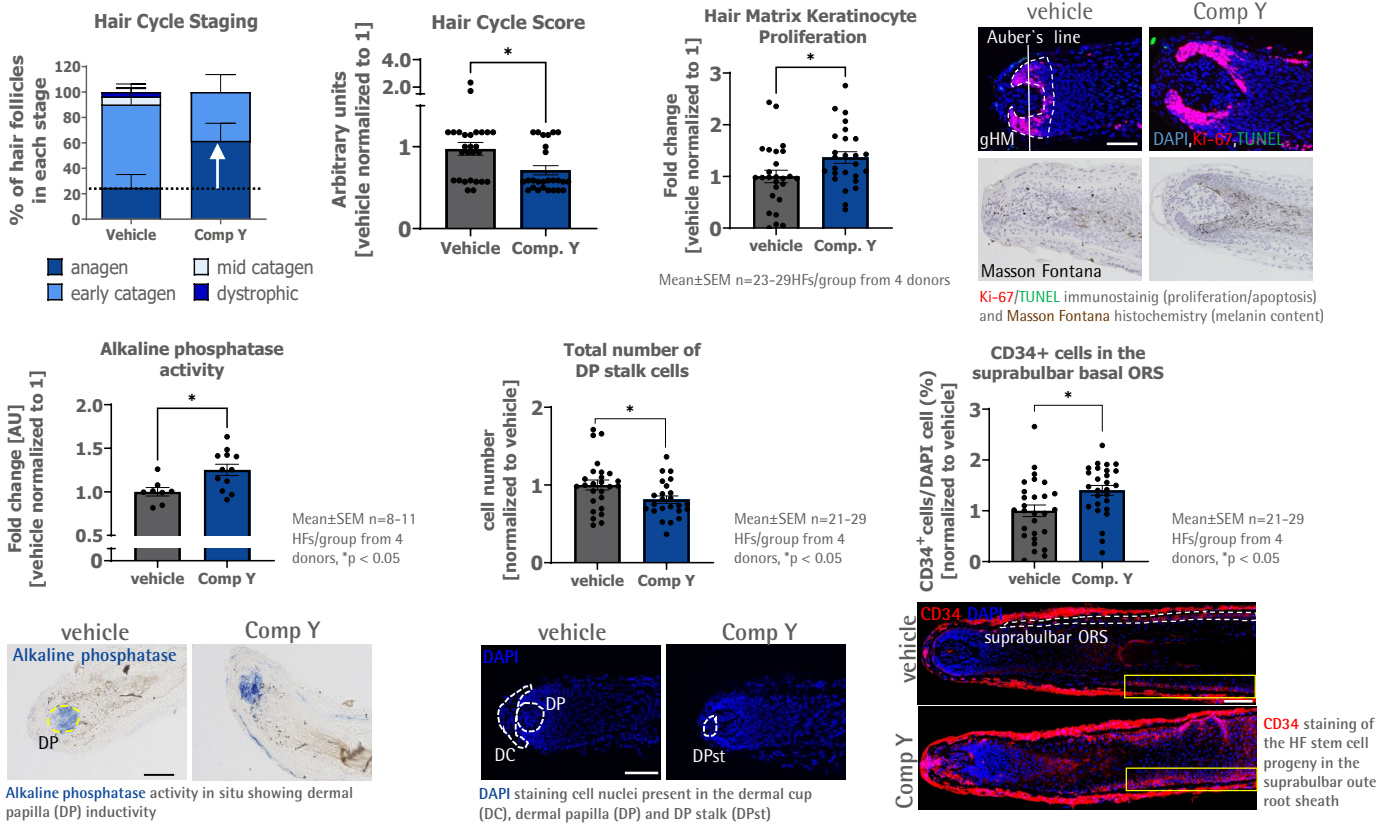 Hair Cycle Staging
% of hair follicles
in each stage
120
100
80
60
40
20
0
Vehicle
Comp Y
anagen
mid catagen
early catagen
dystrophic
Hair Cycle Score
Arbitrary units
[vehicle normalized to 1]
4.0
2.0
1
0
*
Vehicle
Comp. Y
Hair Matrix Keratinocyte
Proliferation
Fold change
[vehicle normalized to 1]
3
2
1
0
*
vehicle
Comp. Y
Mean±SEM n=23-29HFs/group from 4 donors
vehicle
Comp Y
Auber`s line
gHM
DAPI,Ki-67,TUNEL
Masson Fontana
Ki-67/TUNEL immunostainig (proliferation/apoptosis)
and Masson Fontana histochemistry (melanin content)
Alkaline phosphatase
activity
Fold change [AU]
[vehicle normalized to 1]
2.0
1.5
1.0
0.5
0
*
vehicle
Comp Y
Mean±SEM n=8-11
HFs/group from 4
donors, *p < 0.05
Total number of
DP stalk cells
cell number
[normalized to vehicle]
2
1
0
*
vehicle
Comp Y
Mean±SEM n=21-29
HFs/group from 4
donors, *p < 0.05
CD34+ cells in the
suprabulbar basal ORS
CD34⁺ cells/DAPI cell (%)
[normalized to vehicle]
3
2
1
0
*
vehicle
Comp. Y
Mean±SEM n=21-29
HFs/group from 4
donors, *p < 0.05
vehicle
Comp Y
Alkaline phosphatase
DP
Alkaline phosphatase activity in situ showing dermal
papilla (DP) inductivity
vehicle
Comp Y
DAPI
DP
DC
DPst
DAPI staining cell nuclei present in the dermal cup
(DC), dermal papilla (DP) and DP stalk (DPst)
vehicle
CD34 DAPI
suprabulbar ORS
Comp Y
CD34 staining of
the HF stem cell
progeny in the
suprabulbar oute
root sheath